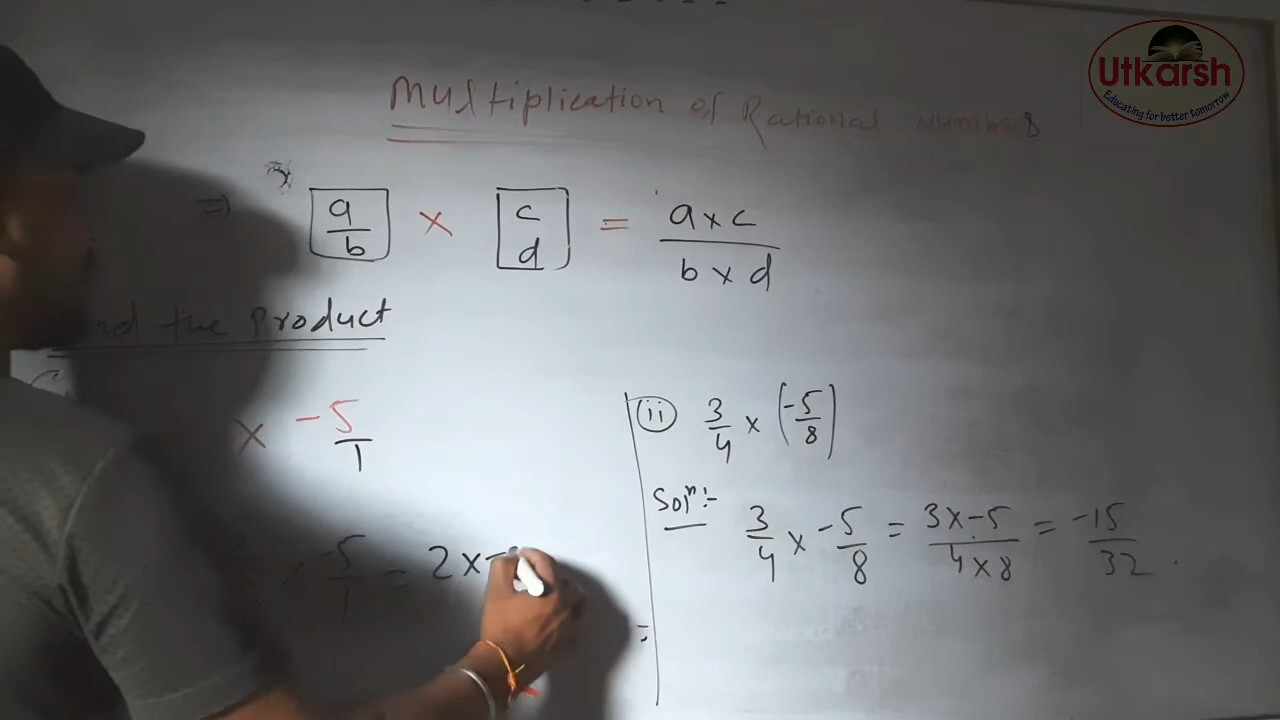 Utkarsh
Educating for better tomorrow
Multiplication of Rational Numbers
⇒ a/b × c d = a×c / b×d
the product
× -5/1
-5/1 = 2×-
(ii) 3/4 × (-5/8)
Solⁿ:-
3/4 × -5/8 = 3×-5 / 4×8 = -15/32.
=